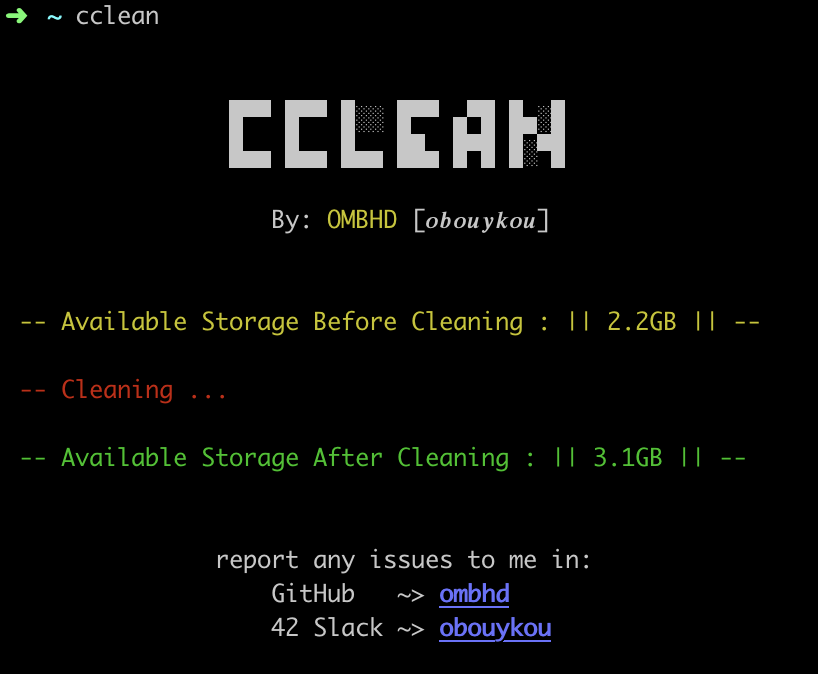 ➜ ~ cclean
CCLEAN
By: OMBHD [obouykou]
-- Available Storage Before Cleaning : || 2.2GB || --
-- Cleaning ...
-- Available Storage After Cleaning : || 3.1GB || --
report any issues to me in:
GitHub ~> ombhd
42 Slack ~> obouykou